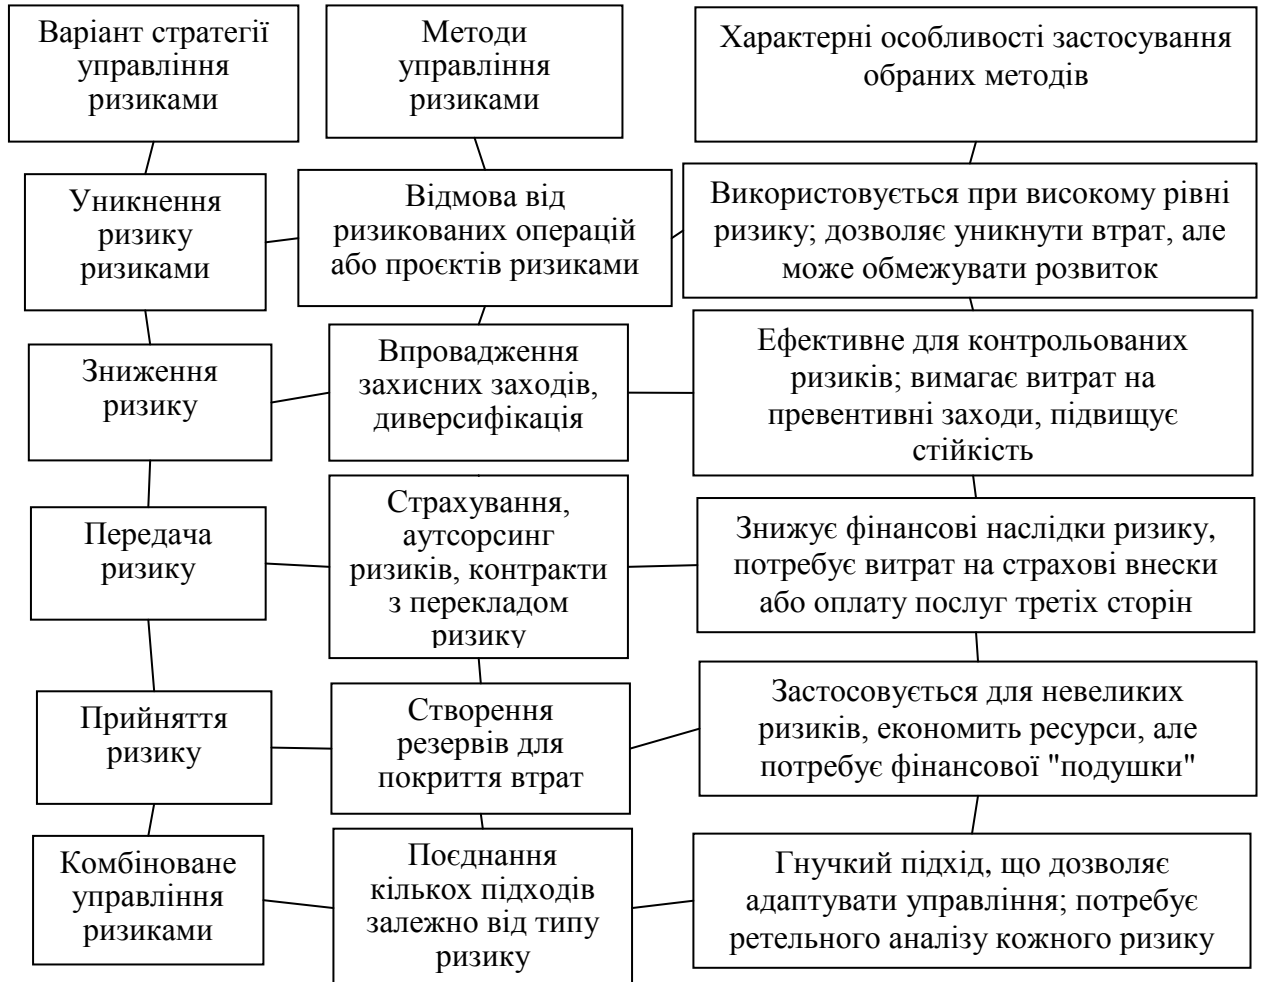 Варіант стратегії
управління
ризиками
Методи
управління
ризиками
Характерні особливості застосування
обраних методів
Уникнення
ризику
ризиками
Відмова від
ризикованих операцій
або проєктів ризиками
Використовується при високому рівні
ризику; дозволяє уникнути втрат, але
може обмежувати розвиток
Зниження
ризику
Впровадження
захисних заходів,
диверсифікація
Ефективне для контрольованих
ризиків; вимагає витрат на
превентивні заходи, підвищує
стійкість
Передача
ризику
Страхування,
аутсорсинг
ризиків, контракти
з перекладом
ризику
Знижує фінансові наслідки ризику,
потребує витрат на страхові внески
або оплату послуг третіх сторін
Прийняття
ризику
Створення
резервів для
покриття втрат
Застосовується для невеликих
ризиків, економить ресурси, але
потребує фінансової "подушки"
Комбіноване
управління
ризиками
Поєднання
кількох підходів
залежно від типу
ризику
Гнучкий підхід, що дозволяє
адаптувати управління; потребує
ретельного аналізу кожного ризику